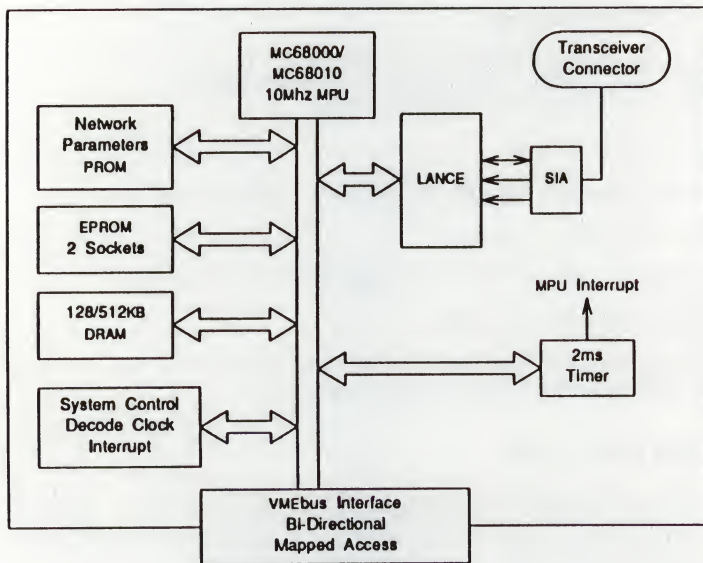 MC68000/
MC68010
10Mhz MPU
Transceiver
Connector
Network
Parameters
PROM
LANCE
SIA
EPROM
2 Sockets
MPU Interrupt
128/512KB
DRAM
2ms
Timer
System Control
Decode Clock
Interrupt
VMEbus Interface
Bi-Directional
Mapped Access